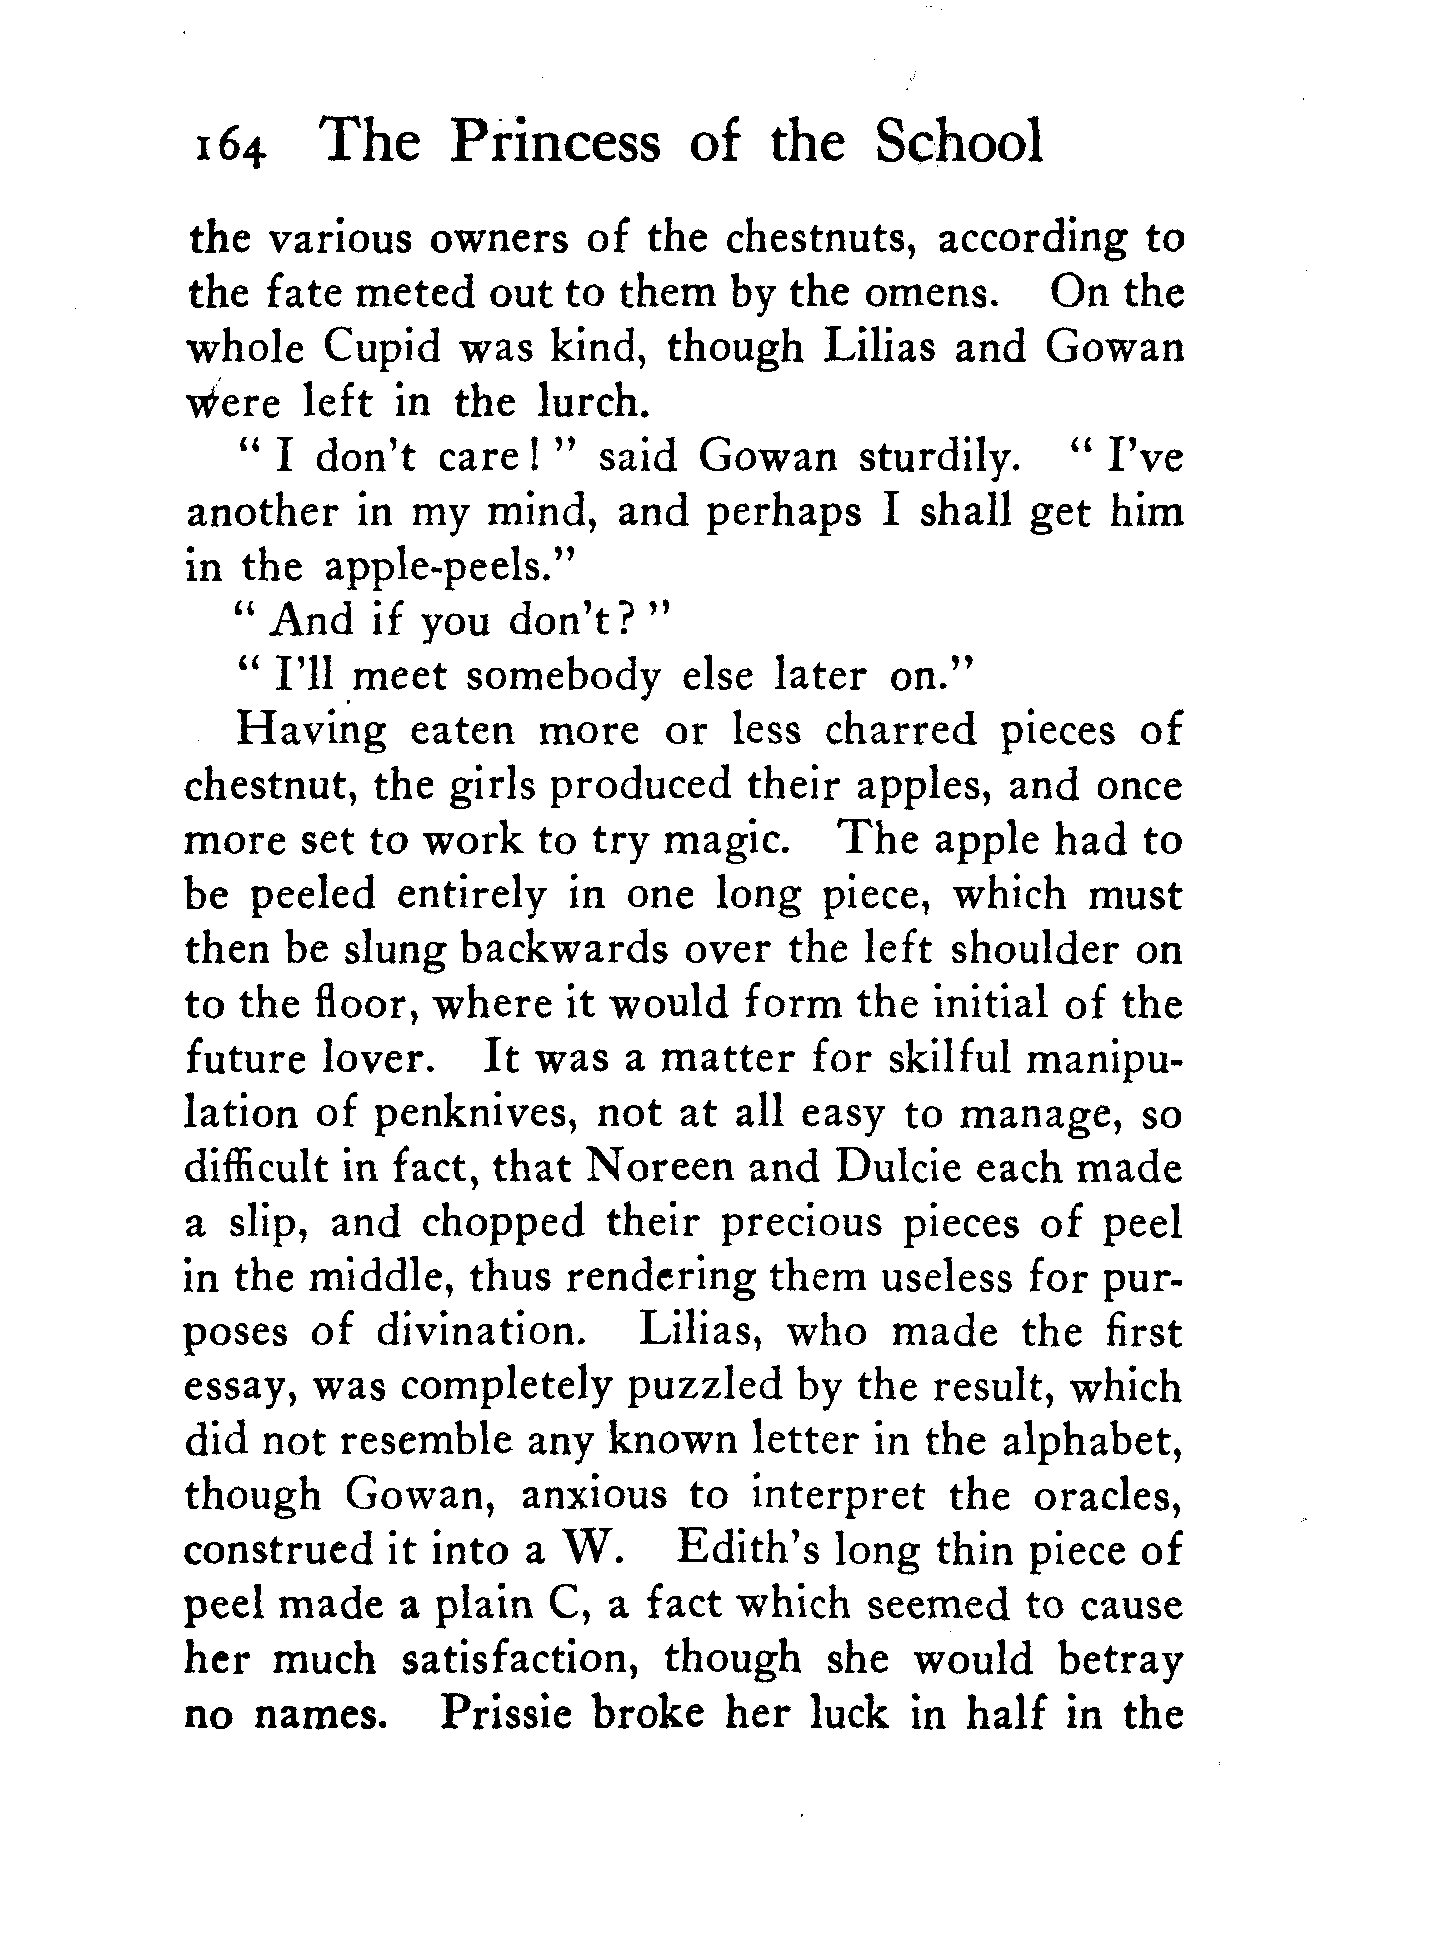 164 The Princess of the School
the various owners of the chestnuts, according to
the fate meted out to them by the omens. On the
whole Cupid was kind, though Lilias and Gowan
were left in the lurch.
" I don't care! " said Gowan sturdily. " I've
another in my mind, and perhaps I shall get him
in the apple-peels."
" And if you don't? "
" I'll meet somebody else later on."
Having eaten more or less charred pieces of
chestnut, the girls produced their apples, and once
more set to work to try magic. The apple had to
be peeled entirely in one long piece, which must
then be slung backwards over the left shoulder on
to the floor, where it would form the initial of the
future lover. It was a matter for skilful manipu-
lation of penknives, not at all easy to manage, so
difficult in fact, that Noreen and Dulcie each made
a slip, and chopped their precious pieces of peel
in the middle, thus rendering them useless for pur-
poses of divination. Lilias, who made the first
essay, was completely puzzled by the result, which
did not resemble any known letter in the alphabet,
though Gowan, anxious to interpret the oracles,
construed it into a W. Edith's long thin piece of
peel made a plain C, a fact which seemed to cause
her much satisfaction, though she would betray
no names. Prissie broke her luck in half in the